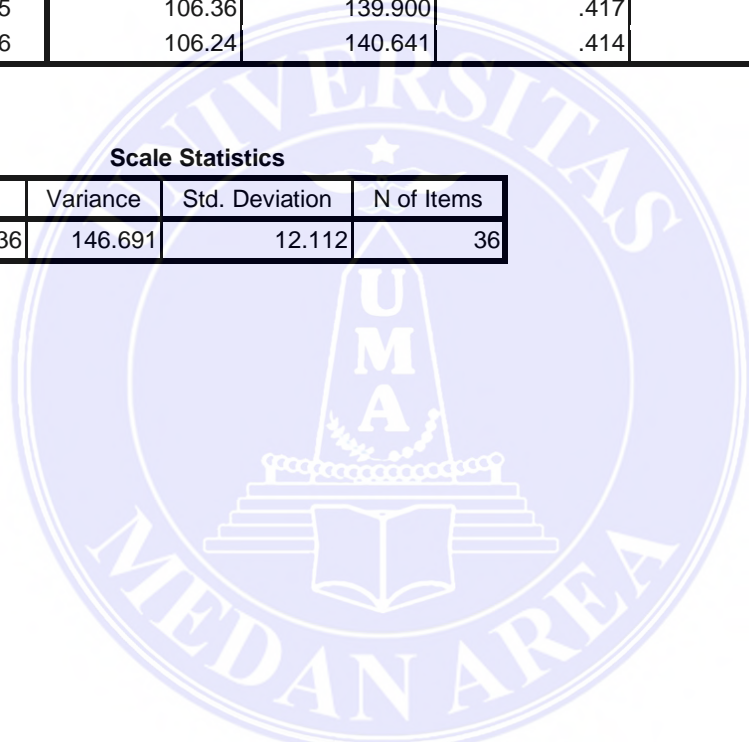 5 106.36 139.900 .417
6 106.24 140.641 .414
Scale Statistics
Variance Std. Deviation N of Items
36 146.691 12.112 36
UNIVERSITAS
UMA
MEDAN AREA